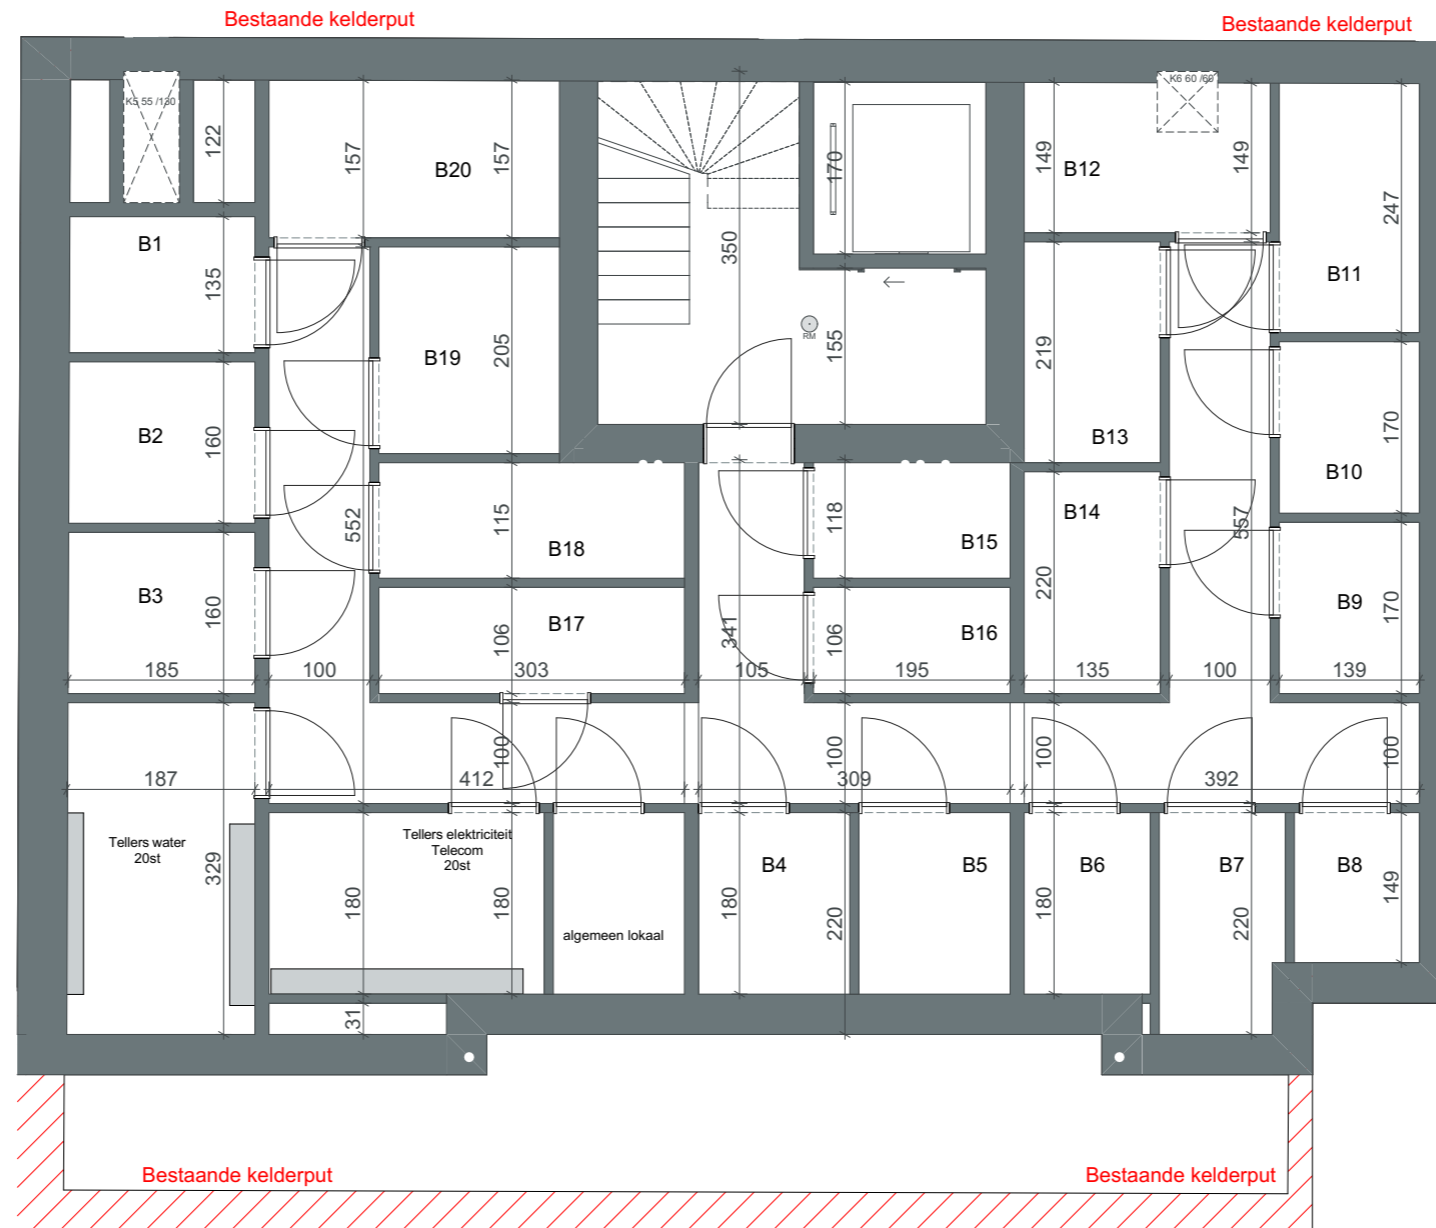 Bestaande kelderput
Bestaande kelderput
K5 55 /130
K6 60 /60
122
157
B20
157
170
149
B12
149
247
B1
135
350
B11
B19
205
RM
155
219
B13
B2
160
170
B10
552
115
B18
118
B15
B14
557
B3
160
B17
106
341
106
B16
220
B9
170
185
100
303
105
195
135
100
139
187
100
412
100
309
100
392
100
Tellers water
20st
329
Tellers elektriciteit
Telecom
20st
180
180
algemeen lokaal
B4
180
220
B5
B6
180
B7
220
B8
149
31
Bestaande kelderput
Bestaande kelderput